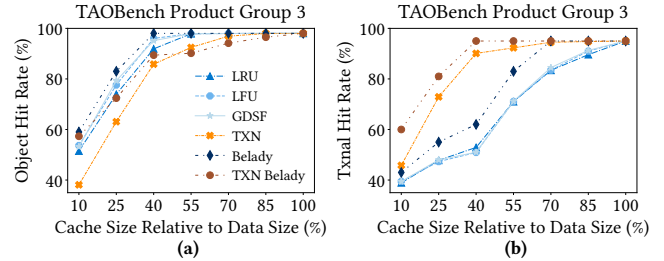 TAOBench Product Group 3
Object Hit Rate (%)
100
80
60
40
LRU
LFU
GDSF
TXN
Belady
TXN Belady
10 25 40 55 70 85 100
Cache Size Relative to Data Size (%)
(a)
TAOBench Product Group 3
Txnal Hit Rate (%)
100
80
60
40
10 25 40 55 70 85 100
Cache Size Relative to Data Size (%)
(b)